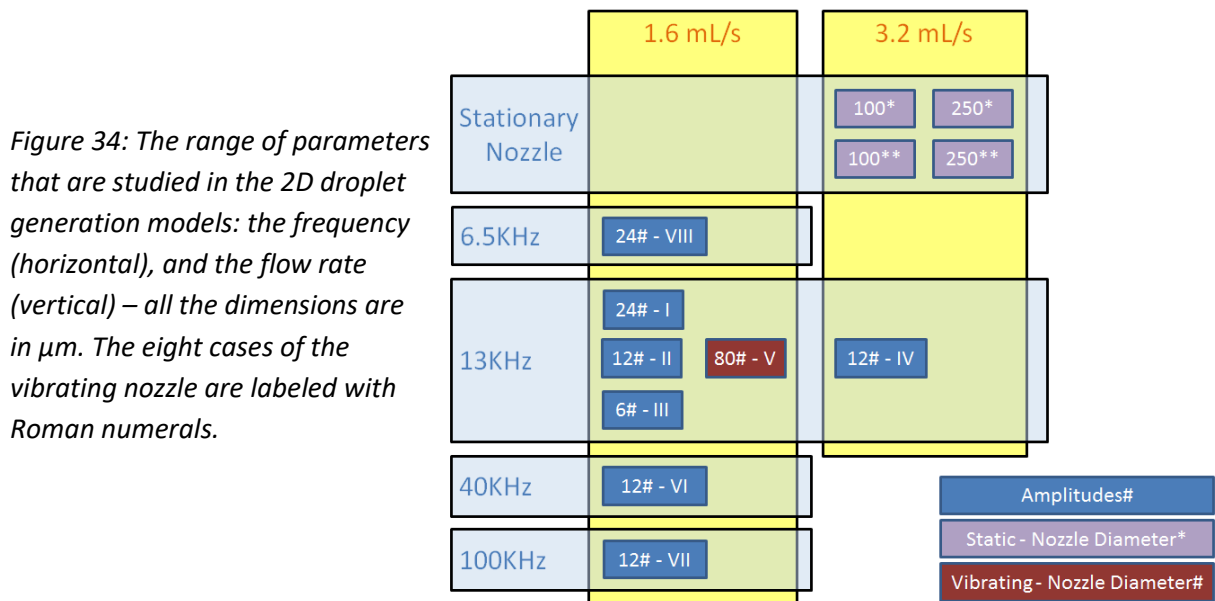 Figure 34: The range of parameters
that are studied in the 2D droplet
generation models: the frequency
(horizontal), and the flow rate
(vertical) – all the dimensions are
in μm. The eight cases of the
vibrating nozzle are labeled with
Roman numerals.
1.6 mL/s
3.2 mL/s
Stationary
Nozzle
100*
250*
100**
250**
6.5KHz
24# - VIII
13KHz
24# - I
12# - II
80# - V
12# - IV
6# - III
40KHz
12# - VI
100KHz
12# - VII
Amplitudes#
Static - Nozzle Diameter*
Vibrating - Nozzle Diameter#